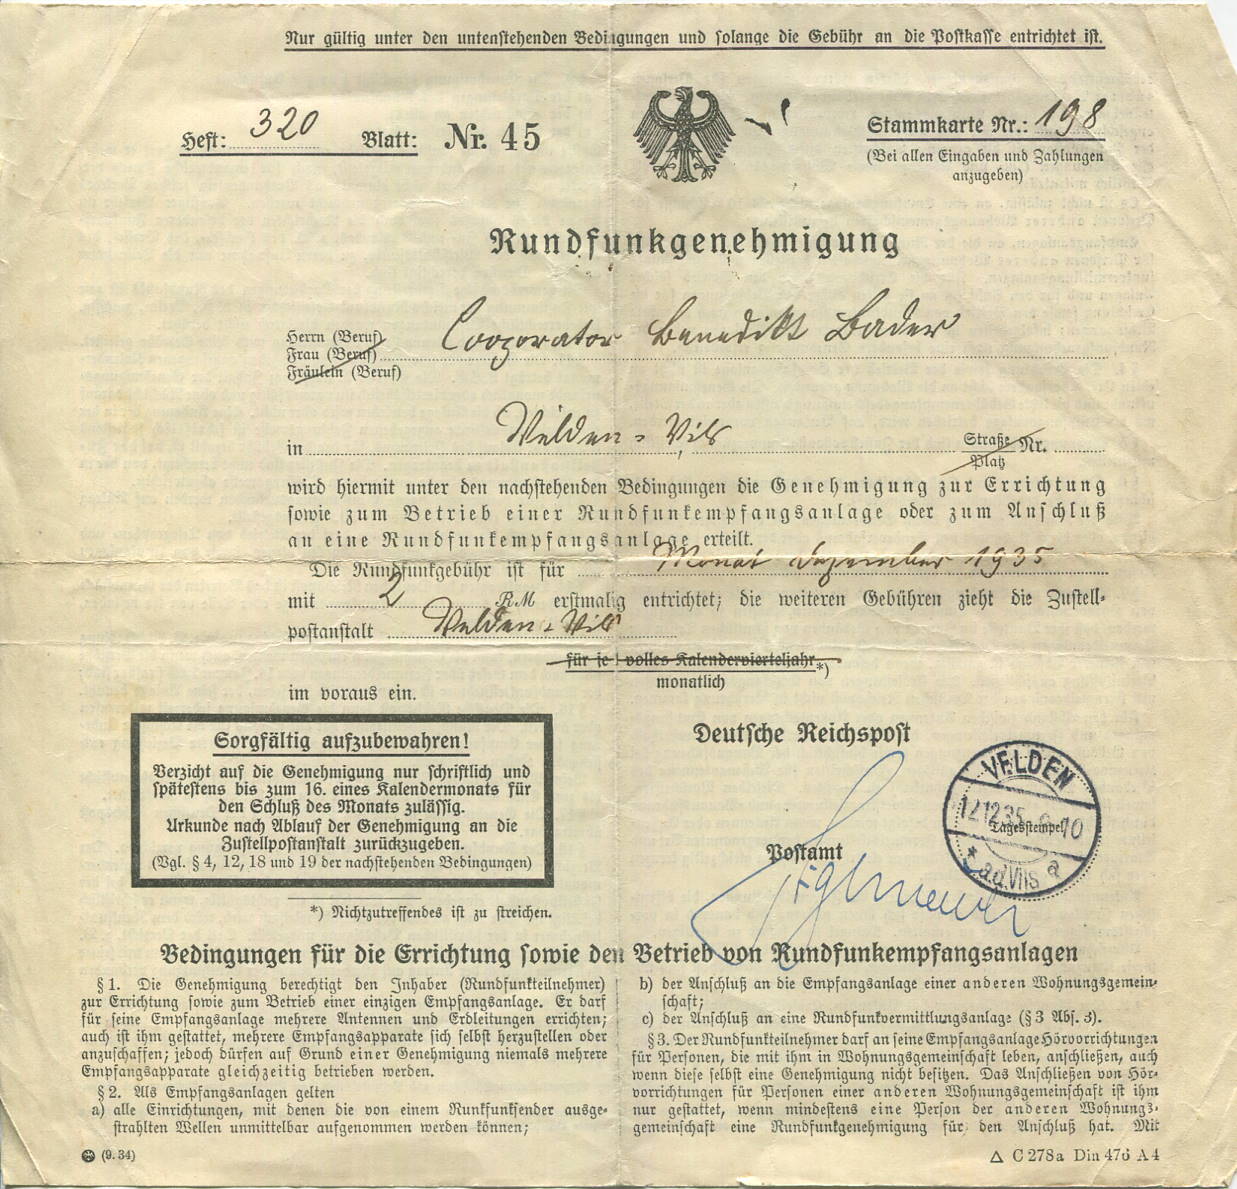 Nur gültig unter den untenstehenden Bedingungen und solange die Gebühr an die Postkasse entrichtet ist.
Heft: 320 Blatt: Nr. 45
Stammkarte Nr.: 198
(Bei allen Eingaben und Zahlungen
anzugeben)
Rundfunkgenehmigung
Herrn (Beruf)
Frau (Beruf)
Fräulein (Beruf)
Cooperator Benedikt Bader
in Velden-Vils Straße Nr.
Platz
wird hiermit unter den nachstehenden Bedingungen die Genehmigung zur Errichtung
sowie zum Betrieb einer Rundfunkempfangsanlage oder zum Anschluß
an eine Rundfunkempfangsanlage erteilt.
Die Rundfunkgebühr ist für Monat Dezember 1935
mit 2 RM erstmalig entrichtet; die weiteren Gebühren zieht die Zustell-
postanstalt Velden-Vils
für je volles Kalendervierteljahr*)
monatlich
im voraus ein.
Sorgfältig aufzubewahren!
Verzicht auf die Genehmigung nur schriftlich und
spätestens bis zum 16. eines Kalendermonats für
den Schluß des Monats zulässig.
Urkunde nach Ablauf der Genehmigung an die
Zustellpostanstalt zurückzugeben.
(Vgl. § 4, 12, 18 und 19 der nachstehenden Bedingungen)
*) Nichtzutreffendes ist zu streichen.
Deutsche Reichspost
Postamt
VELDEN
12.12.35 -10
Tagesstempel
* a.d.Vils a
Bedingungen für die Errichtung sowie den Betrieb von Rundfunkempfangsanlagen
§ 1. Die Genehmigung berechtigt den Inhaber (Rundfunkteilnehmer)
zur Errichtung sowie zum Betrieb einer einzigen Empfangsanlage. Er darf
für seine Empfangsanlage mehrere Antennen und Erdleitungen errichten;
auch ist ihm gestattet, mehrere Empfangsapparate sich selbst herzustellen oder
anzuschaffen; jedoch dürfen auf Grund einer Genehmigung niemals mehrere
Empfangsapparate gleichzeitig betrieben werden.
§ 2. Als Empfangsanlagen gelten
a) alle Einrichtungen, mit denen die von einem Runkfunksender ausge-
strahlten Wellen unmittelbar aufgenommen werden können;
b) der Anschluß an die Empfangsanlage einer anderen Wohnungsgemein-
schaft;
c) der Anschluß an eine Rundfunkvermittlungsanlage (§ 3 Abs. 3).
§ 3. Der Rundfunkteilnehmer darf an seine Empfangsanlage Hörvorrichtungen
für Personen, die mit ihm in Wohnungsgemeinschaft leben, anschließen, auch
wenn diese selbst eine Genehmigung nicht besitzen. Das Anschließen von Hör-
vorrichtungen für Personen einer anderen Wohnungsgemeinschaft ist ihm
nur gestattet, wenn mindestens eine Person der anderen Wohnungs-
gemeinschaft eine Rundfunkgenehmigung für den Anschluß hat. Mit
(9. 34)
△ C 278a Din 476 A 4